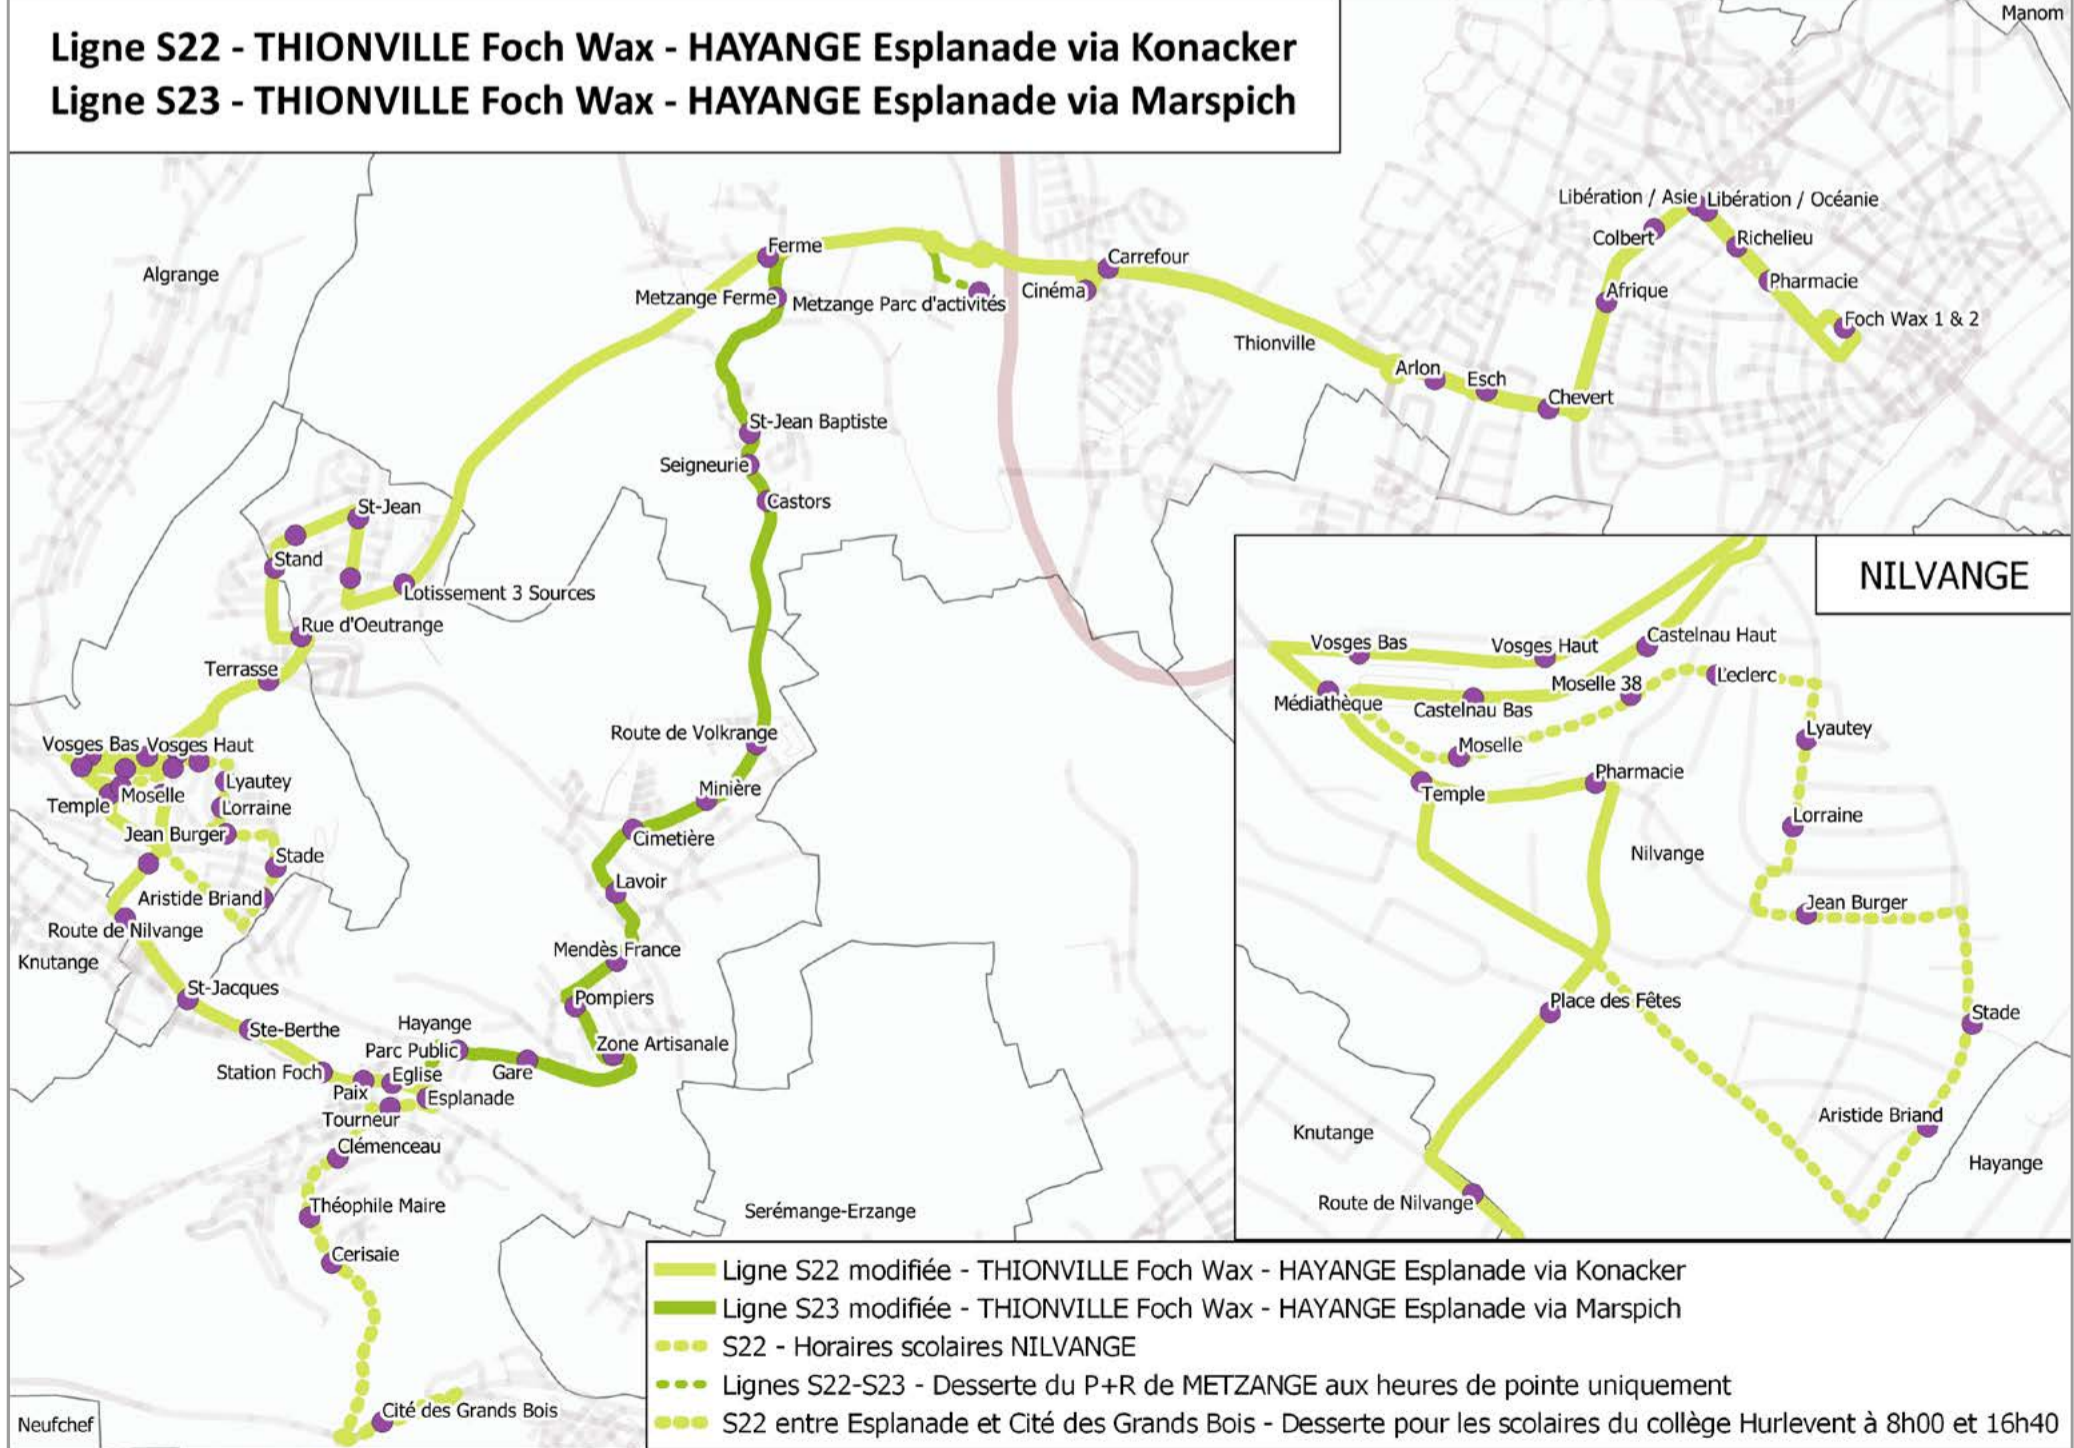 Ligne S22 - THIONVILLE Foch Wax - HAYANGE Esplanade via Konacker
Ligne S23 - THIONVILLE Foch Wax - HAYANGE Esplanade via Marspich
Manom
Libération / Asie
Libération / Océanie
Colbert
Richelieu
Pharmacie
Afrique
Foch Wax 1 & 2
Ferme
Carrefour
Algrange
Metzange Ferme
Metzange Parc d'activités
Cinéma
Thionville
Arlon
Esch
Chevert
St-Jean Baptiste
Seigneurie
Castors
St-Jean
Stand
Lotissement 3 Sources
Rue d'Oeutrange
Terrasse
Route de Volkrange
Vosges Bas
Vosges Haut
Lyautey
Moselle
Temple
Lorraine
Minière
Jean Burger
Cimetière
Stade
Lavoir
Aristide Briand
Route de Nilvange
Mendès France
Knutange
St-Jacques
Pompiers
Hayange
Ste-Berthe
Zone Artisanale
Parc Public
Station Foch
Eglise
Gare
Paix
Esplanade
Tourneur
Clémenceau
Théophile Maire
Serémange-Erzange
Cerisaie
Cité des Grands Bois
Neufchef
NILVANGE
Vosges Bas
Vosges Haut
Castelnau Haut
Moselle 38
Leclerc
Médiathèque
Castelnau Bas
Lyautey
Moselle
Pharmacie
Temple
Lorraine
Nilvange
Jean Burger
Place des Fêtes
Stade
Aristide Briand
Knutange
Hayange
Route de Nilvange
Ligne S22 modifiée - THIONVILLE Foch Wax - HAYANGE Esplanade via Konacker
Ligne S23 modifiée - THIONVILLE Foch Wax - HAYANGE Esplanade via Marspich
S22 - Horaires scolaires NILVANGE
Lignes S22-S23 - Desserte du P+R de METZANGE aux heures de pointe uniquement
S22 entre Esplanade et Cité des Grands Bois - Desserte pour les scolaires du collège Hurlevent à 8h00 et 16h40